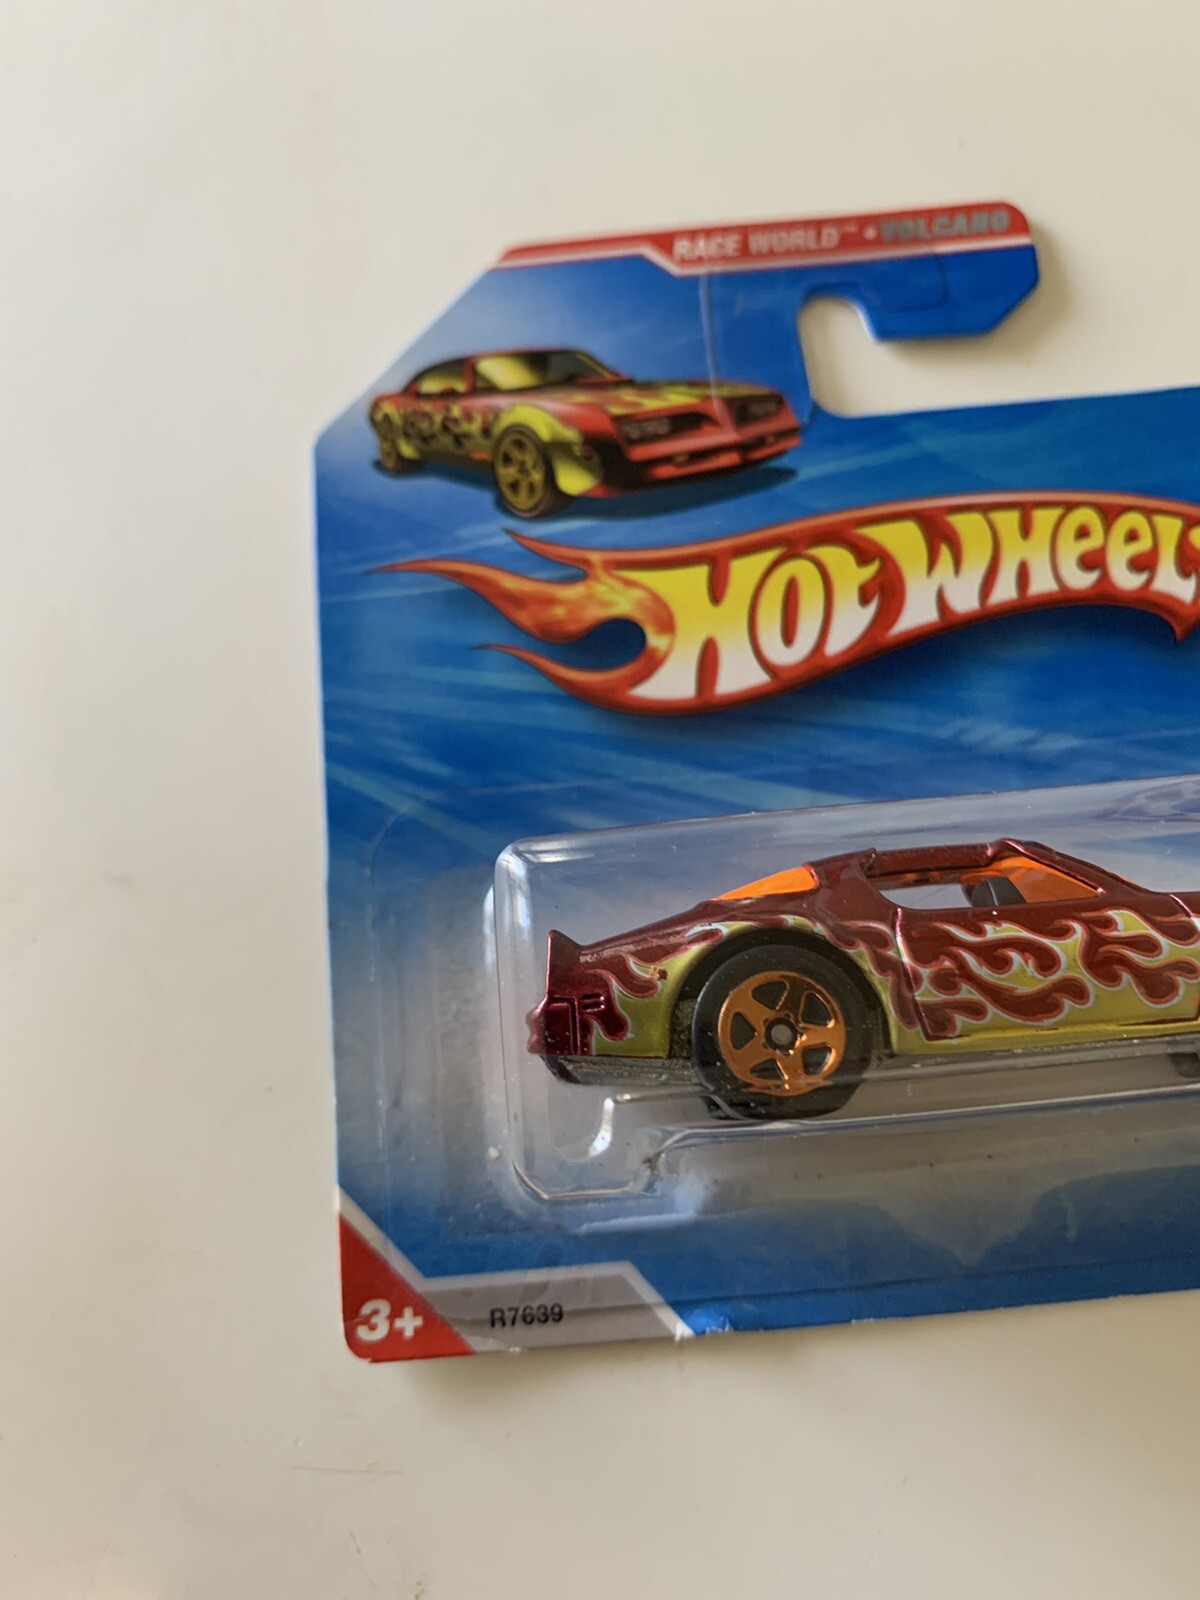 RACE WORLD™ • VOLCANO
HOT WHEEL
3+
R7639